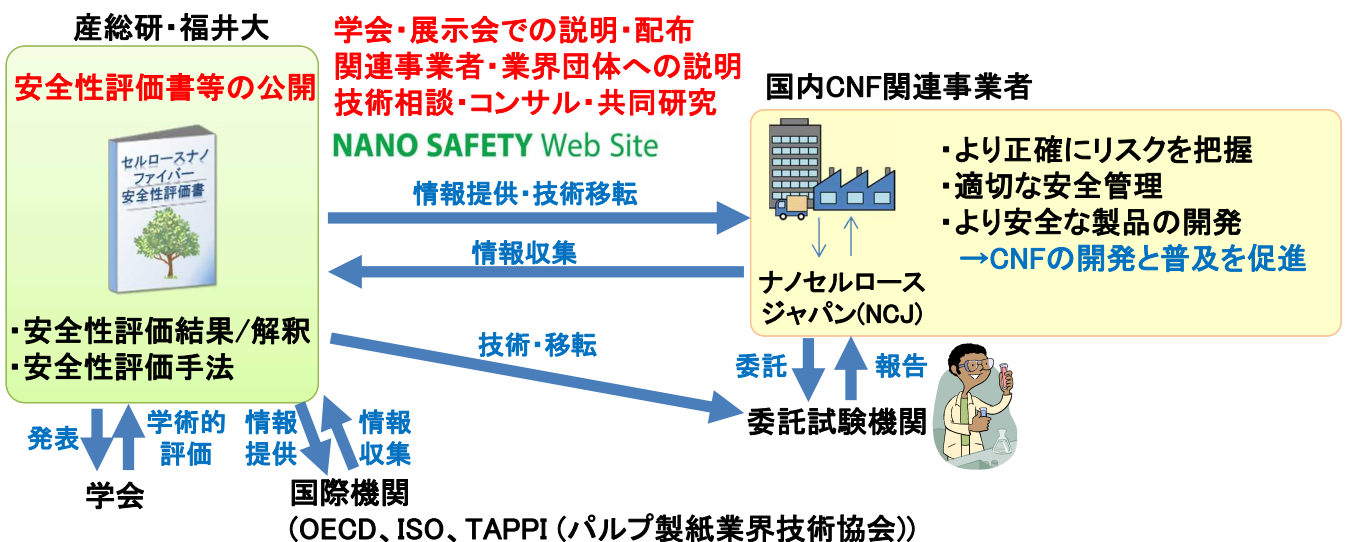 産総研・福井大
安全性評価書等の公開
セルロースナノ
ファイバー
安全性評価書
・安全性評価結果/解釈
・安全性評価手法
学会・展示会での説明・配布
関連事業者・業界団体への説明
技術相談・コンサル・共同研究
NANO SAFETY Web Site
情報提供・技術移転
情報収集
技術・移転
国内CNF関連事業者
・より正確にリスクを把握
・適切な安全管理
・より安全な製品の開発
→CNFの開発と普及を促進
ナノセルロース
ジャパン(NCJ)
委託
報告
委託試験機関
発表
学術的
評価
学会
情報
提供
情報
収集
国際機関
(OECD、ISO、TAPPI (パルプ製紙業界技術協会))